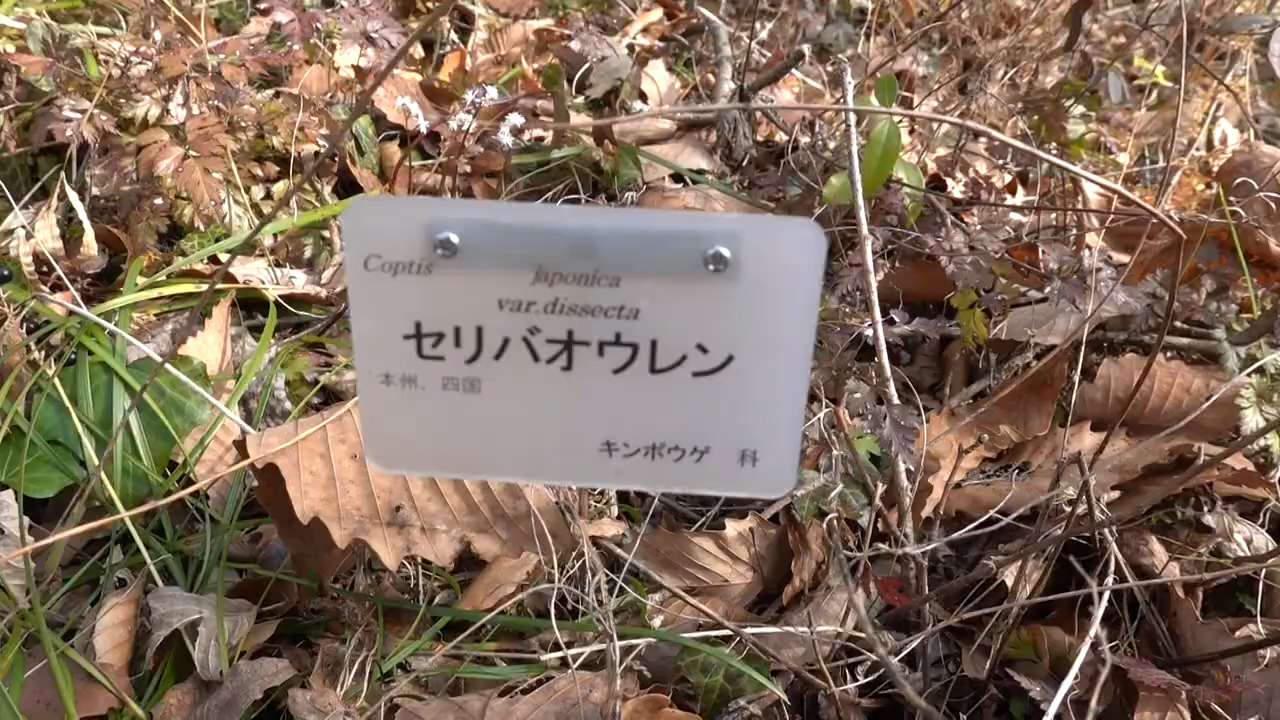 Coptis japonica
var. dissecta
セリバオウレン
本州、四国
キンポウゲ 科